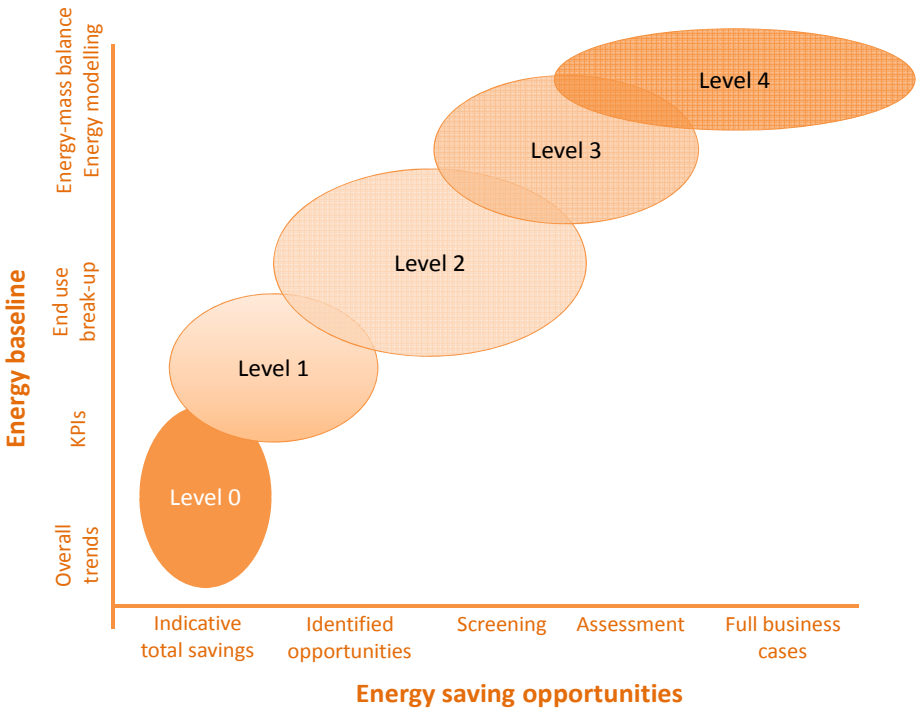 Energy baseline
Energy-mass balance
Energy modelling
End use
break-up
KPIs
Overall
trends
Level 4
Level 3
Level 2
Level 1
Level 0
Indicative
total savings
Identified
opportunities
Screening
Assessment
Full business
cases
Energy saving opportunities